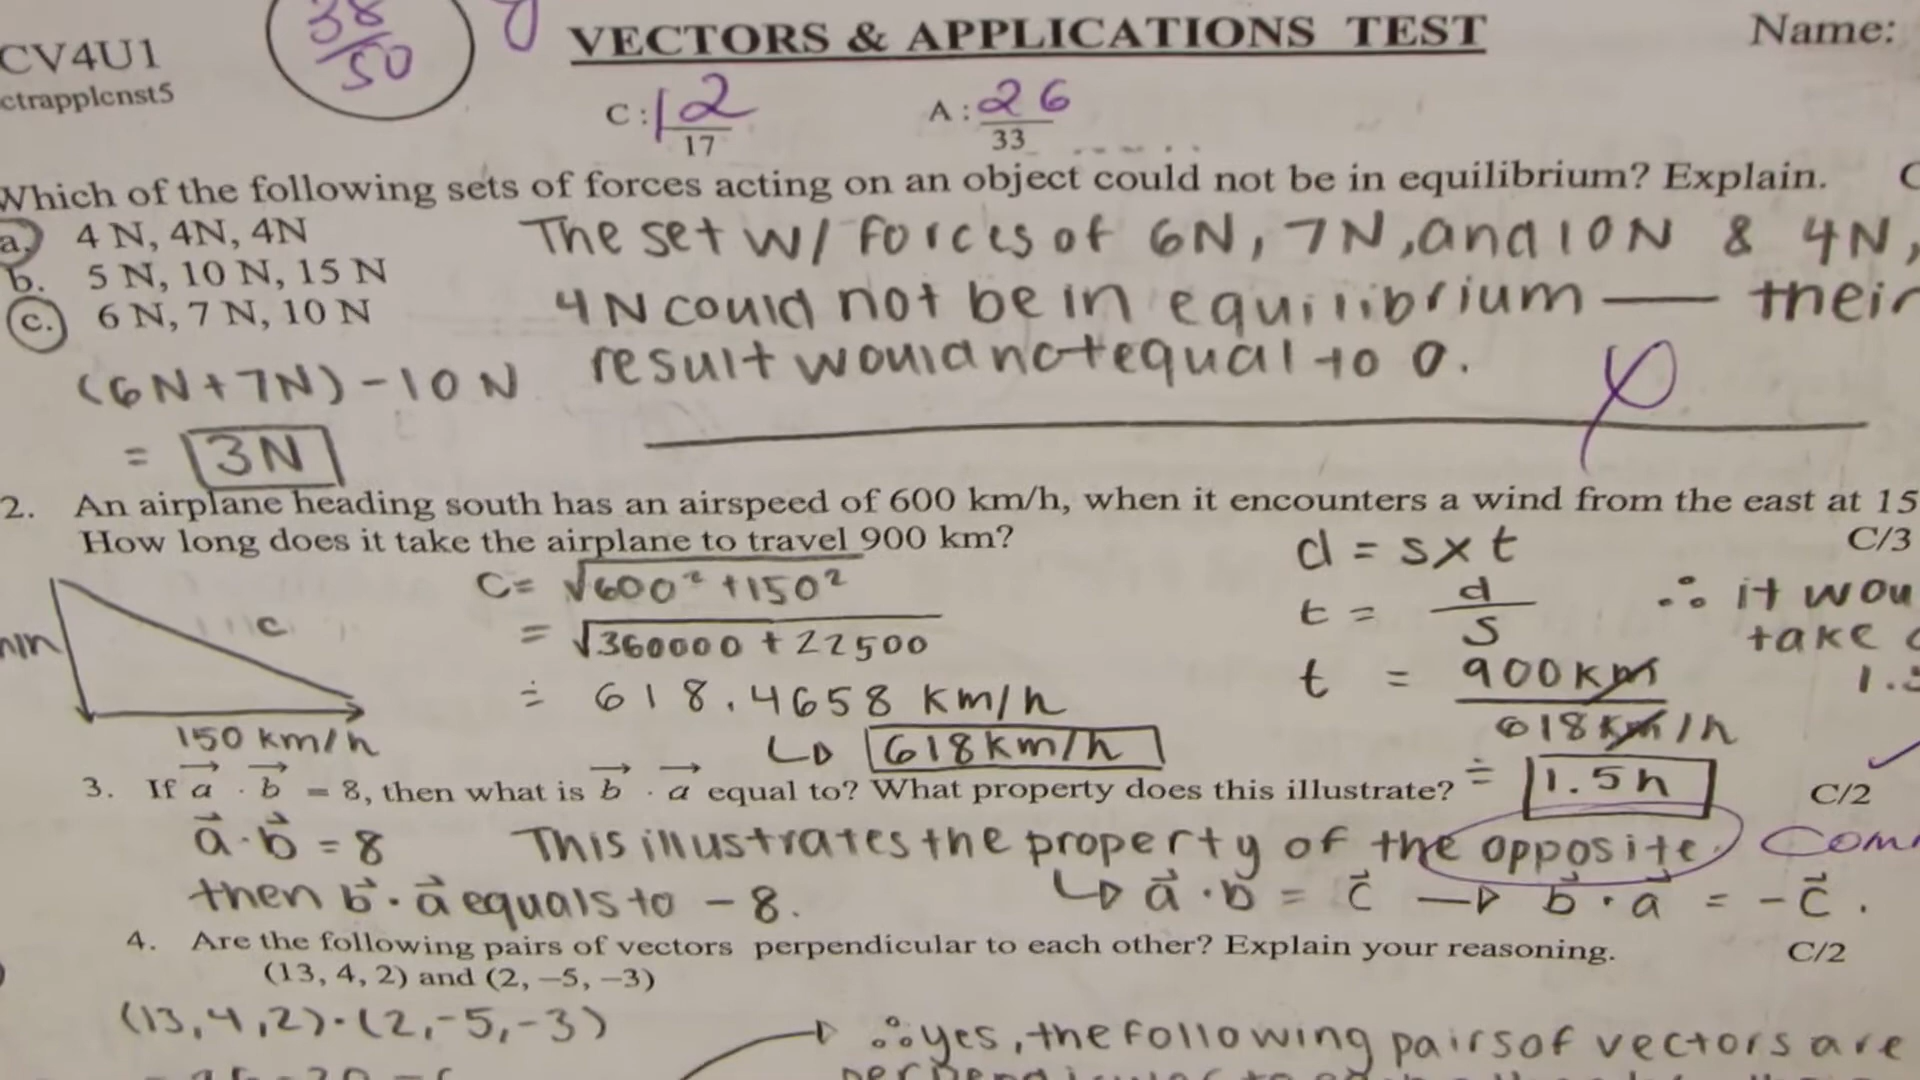 38
50
VECTORS & APPLICATIONS TEST
Name:
CV4U1
ctrapplcnst5
C: 12
17
A: 26
33
Which of the following sets of forces acting on an object could not be in equilibrium? Explain.
a. 4 N, 4N, 4N
b. 5 N, 10 N, 15 N
c. 6 N, 7 N, 10 N
The set w/ forces of 6N, 7N, and 10N & 4N,
4N could not be in equilibrium — their
result would not equal to 0.
(6N+7N) - 10N
= 3N
2. An airplane heading south has an airspeed of 600 km/h, when it encounters a wind from the east at 15
How long does it take the airplane to travel 900 km?
C/3
c
150 km/h
C= √600² +150²
= √360000 + 22500
≐ 618.4658 km/h
↳ 618km/h
d = s x t
t = d
s
t = 900km
618km/h
≐ 1.5h
∴ it wou
take
3. If a · b = 8, then what is b · a equal to? What property does this illustrate?
C/2
a⃗·b⃗ = 8
then b⃗·a⃗ equals to -8.
This illustrates the property of the opposite.
Comm
↳ a⃗·b⃗ = c⃗ → b⃗·a⃗ = -c⃗.
4. Are the following pairs of vectors perpendicular to each other? Explain your reasoning.
C/2
(13, 4, 2) and (2, –5, –3)
(13,4,2)·(2,-5,-3)
∴ yes, the following pairs of vectors are